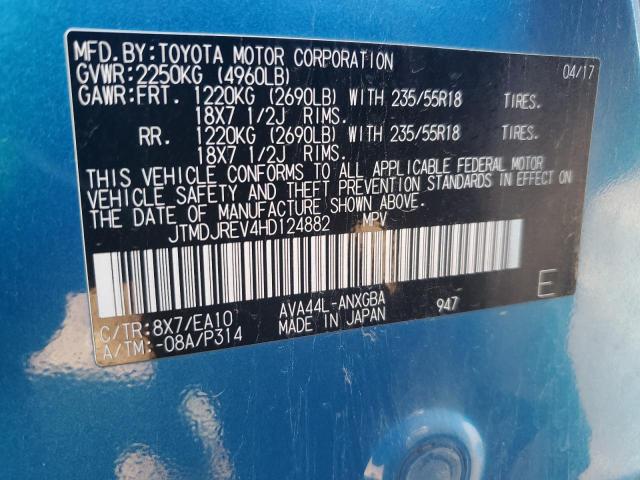 MFD.BY:TOYOTA MOTOR CORPORATION 04/17
GVWR:2250KG (4960LB)
GAWR:FRT. 1220KG (2690LB) WITH 235/55R18 TIRES.
18X7 1/2J RIMS.
RR. 1220KG (2690LB) WITH 235/55R18 TIRES.
18X7 1/2J RIMS.
THIS VEHICLE CONFORMS TO ALL APPLICABLE FEDERAL MOTOR
VEHICLE SAFETY AND THEFT PREVENTION STANDARDS IN EFFECT ON
THE DATE OF MANUFACTURE SHOWN ABOVE.
JTMDJREV4HD124882 MPV
C/TR:8X7/EA10 AVA44L-ANXGBA 947 E
A/TM:-08A/P314 MADE IN JAPAN